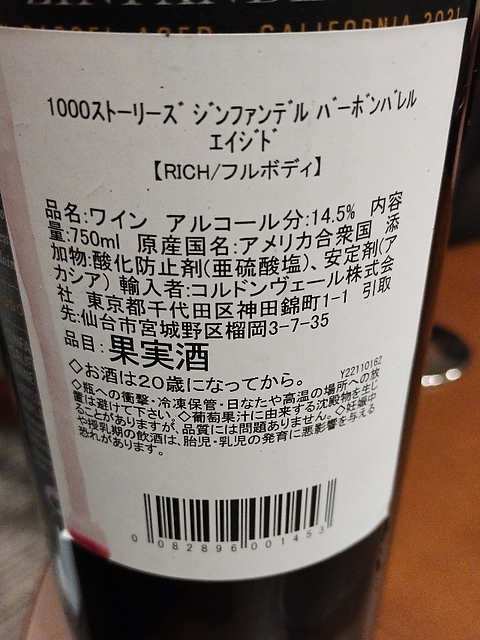 ZINFANDEL
BARREL AGED CALIFORNIA 2021
1000ストーリーズ ジンファンデル バーボンバレル
エイジド
【RICH/フルボディ】
品名:ワイン アルコール分:14.5% 内容
量:750ml 原産国名:アメリカ合衆国 添
加物:酸化防止剤(亜硫酸塩)、安定剤(ア
カシア) 輸入者:コルドンヴェール株式会
社 東京都千代田区神田錦町1-1 引取
先:仙台市宮城野区榴岡3-7-35
品目:果実酒
Y22110162
◇お酒は20歳になってから。
◇瓶への衝撃・冷凍保管・日なたや高温の場所への放
置は避けて下さい。◇葡萄果汁に由来する沈殿物を生じ
ることがありますが、品質には問題ありません。◇妊娠中
や授乳期の飲酒は、胎児・乳児の発育に悪影響を与える
恐れがあります。
0 082896 001453